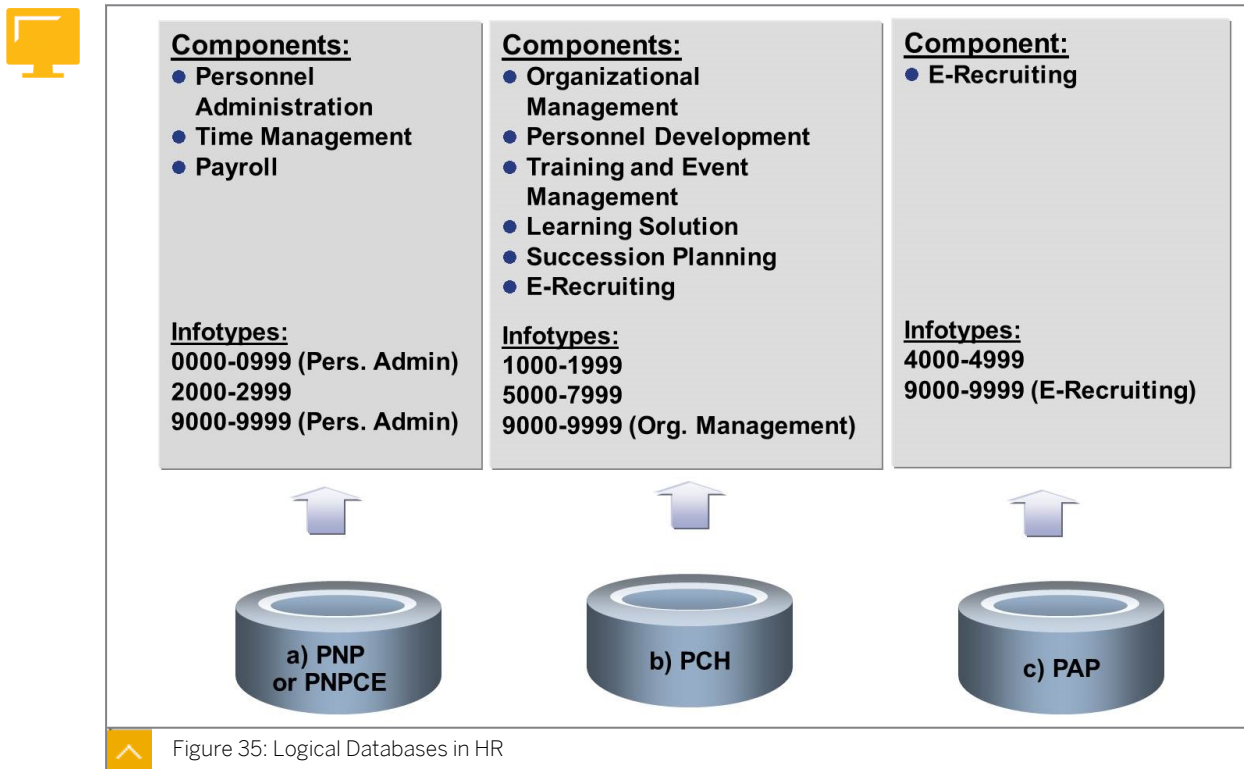 Components:
Personnel
Administration
Time Management
Payroll
Infotypes:
0000-0999 (Pers. Admin)
2000-2999
9000-9999 (Pers. Admin)
Components:
Organizational
Management
Personnel Development
Training and Event
Management
Learning Solution
Succession Planning
E-Recruiting
Infotypes:
1000-1999
5000-7999
9000-9999 (Org. Management)
Component:
E-Recruiting
Infotypes:
4000-4999
9000-9999 (E-Recruiting)
a) PNP
or PNPCE
b) PCH
c) PAP
Figure 35: Logical Databases in HR